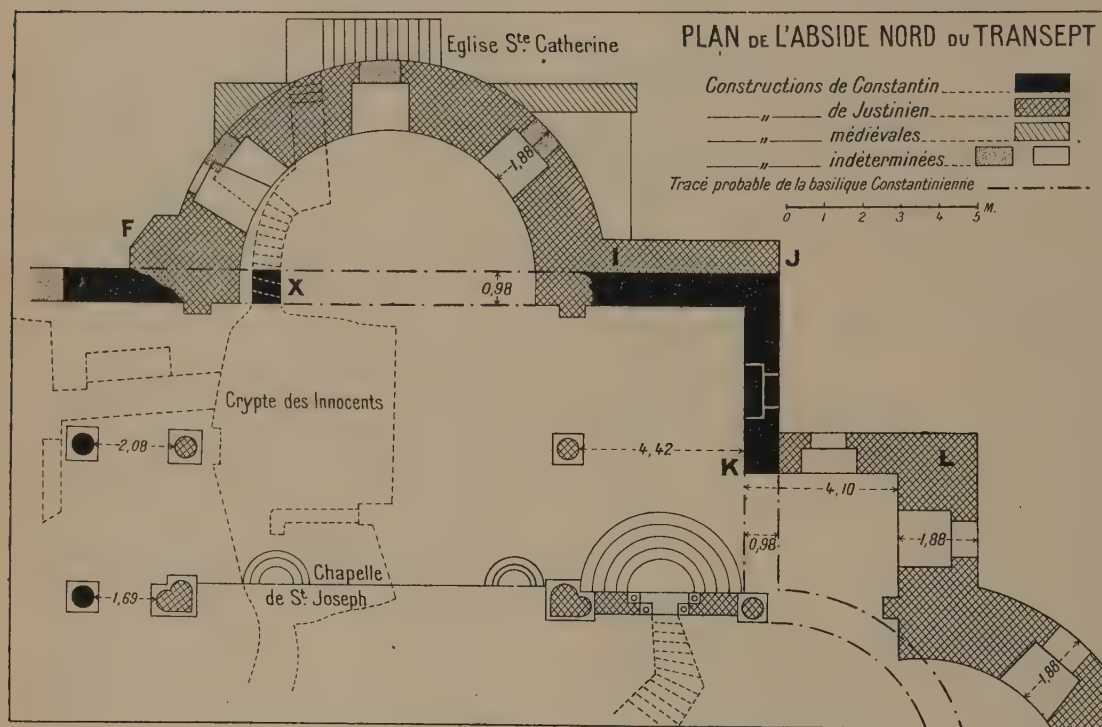 PLAN DE L'ABSIDE NORD DU TRANSEPT
Eglise Ste Catherine
Constructions de Constantin
„ de Justinien
„ médiévales
„ indéterminées
Tracé probable de la basilique Constantinienne
0 1 2 3 4 5 M.
1,88
F
I
J
X
0,98
Crypte des Innocents
2,08
4,42
K
L
4,10
0,98
1,88
Chapelle
de St Joseph
1,69
1,88